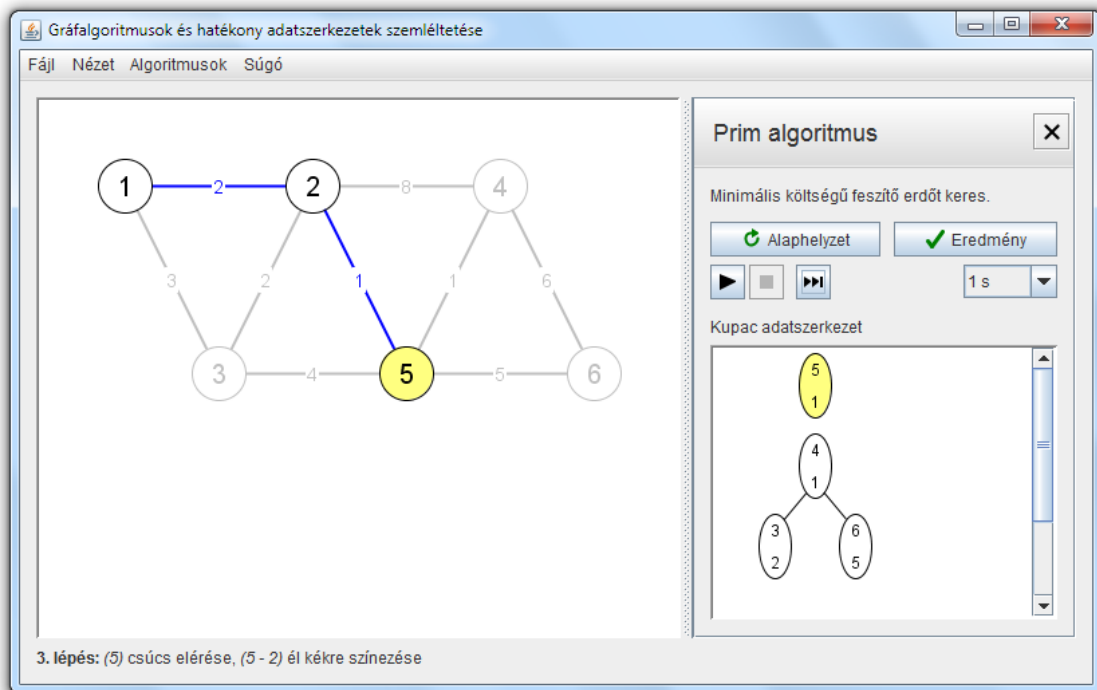 Gráfalgoritmusok és hatékony adatszerkezetek szemléltetése
Fájl Nézet Algoritmusok Súgó
1 2 2 8 4
3 2 1 1 6
3 4 5 5 6
Prim algoritmus
Minimális költségű feszítő erdőt keres.
Alaphelyzet Eredmény
1 s
Kupac adatszerkezet
5
1
4
1
3 6
2 5
3. lépés: (5) csúcs elérése, (5 - 2) él kékre színezése